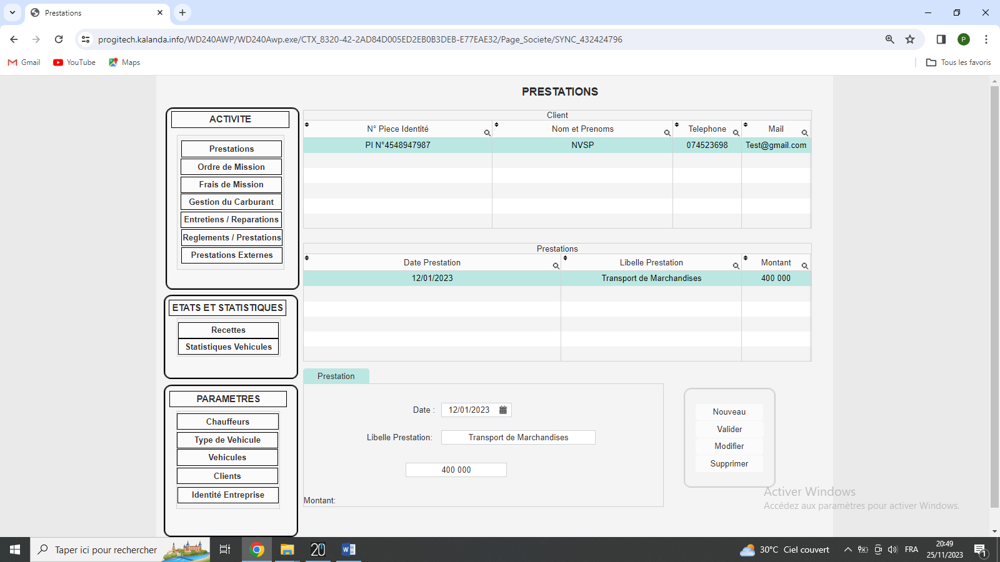 Prestations
progitech.kalanda.info/WD240AWP/WD240Awp.exe/CTX_8320-42-2AD84D005ED2EB0B3DEB-E77EAE32/Page_Societe/SYNC_432424796
P
Gmail YouTube Maps Tous les favoris
PRESTATIONS
ACTIVITE
Prestations
Ordre de Mission
Frais de Mission
Gestion du Carburant
Entretiens / Reparations
Reglements / Prestations
Prestations Externes
ETATS ET STATISTIQUES
Recettes
Statistiques Vehicules
PARAMETRES
Chauffeurs
Type de Vehicule
Vehicules
Clients
Identité Entreprise
Client
N° Piece Identité Nom et Prenoms Telephone Mail
PI N°4548947987 NVSP 074523698 Test@gmail.com
Prestations
Date Prestation Libelle Prestation Montant
12/01/2023 Transport de Marchandises 400 000
Prestation
Date : 12/01/2023
Libelle Prestation: Transport de Marchandises
400 000
Montant:
Nouveau
Valider
Modifier
Supprimer
Activer Windows
Accédez aux paramètres pour activer Windows.
Taper ici pour rechercher
20
W
30°C Ciel couvert
FRA
20:49
25/11/2023
1